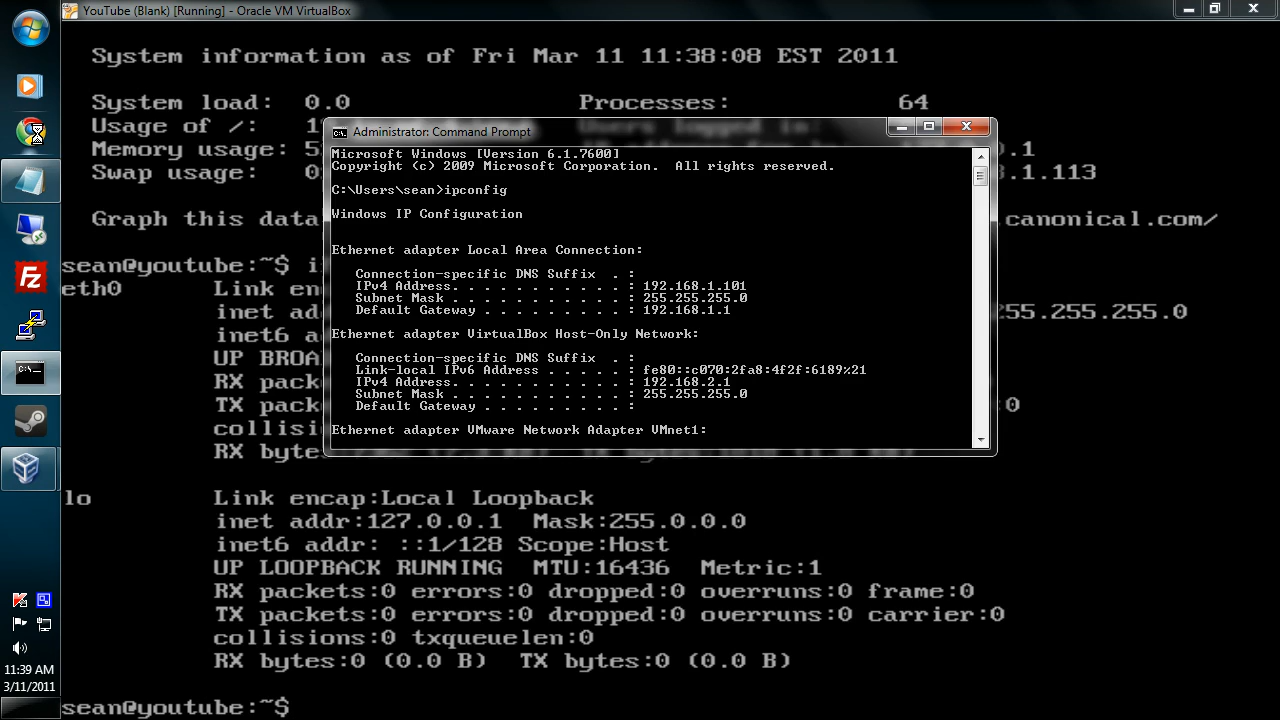 YouTube (Blank) [Running] - Oracle VM VirtualBox
System information as of Fri Mar 11 11:38:08 EST 2011
System load: 0.0 Processes: 64
Usage of /:
Memory usage:
Swap usage: .1.113
Graph this data canonical.com/
sean@youtube:~$
eth0 Link
inet 255.255.255.0
inet6
UP
RX
TX
RX
lo Link encap:Local Loopback
inet addr:127.0.0.1 Mask:255.0.0.0
inet6 addr: ::1/128 Scope:Host
UP LOOPBACK RUNNING MTU:16436 Metric:1
RX packets:0 errors:0 dropped:0 overruns:0 frame:0
TX packets:0 errors:0 dropped:0 overruns:0 carrier:0
collisions:0 txqueuelen:0
RX bytes:0 (0.0 B) TX bytes:0 (0.0 B)
sean@youtube:~$
Administrator: Command Prompt
Microsoft Windows [Version 6.1.7600]
Copyright (c) 2009 Microsoft Corporation. All rights reserved.
C:\Users\sean>ipconfig
Windows IP Configuration
Ethernet adapter Local Area Connection:
Connection-specific DNS Suffix . :
IPv4 Address. . . . . . . . . . . : 192.168.1.101
Subnet Mask . . . . . . . . . . . : 255.255.255.0
Default Gateway . . . . . . . . . : 192.168.1.1
Ethernet adapter VirtualBox Host-Only Network:
Connection-specific DNS Suffix . :
Link-local IPv6 Address . . . . . : fe80::c070:2fa8:4f2f:6189%21
IPv4 Address. . . . . . . . . . . : 192.168.2.1
Subnet Mask . . . . . . . . . . . : 255.255.255.0
Default Gateway . . . . . . . . . :
Ethernet adapter VMware Network Adapter VMnet1:
11:39 AM
3/11/2011